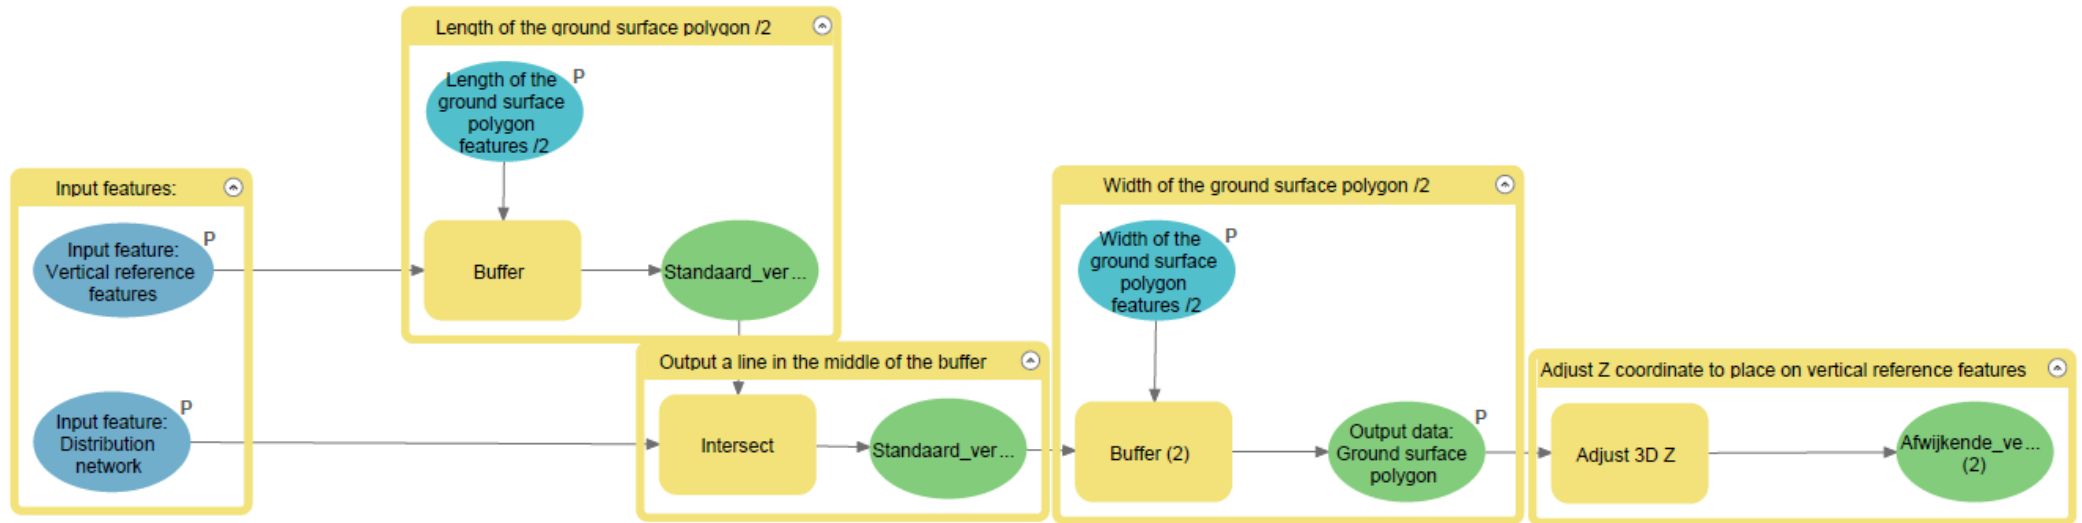 Length of the ground surface polygon /2
Length of the
ground surface
polygon
features /2
P
Buffer
Standaard_ver...
Input features:
Input feature:
Vertical reference
features
P
Input feature:
Distribution
network
P
Output a line in the middle of the buffer
Intersect
Standaard_ver...
Width of the ground surface polygon /2
Width of the
ground surface
polygon
features /2
P
Buffer (2)
Output data:
Ground surface
polygon
P
Adjust Z coordinate to place on vertical reference features
Adjust 3D Z
Afwijkende_ve...
(2)